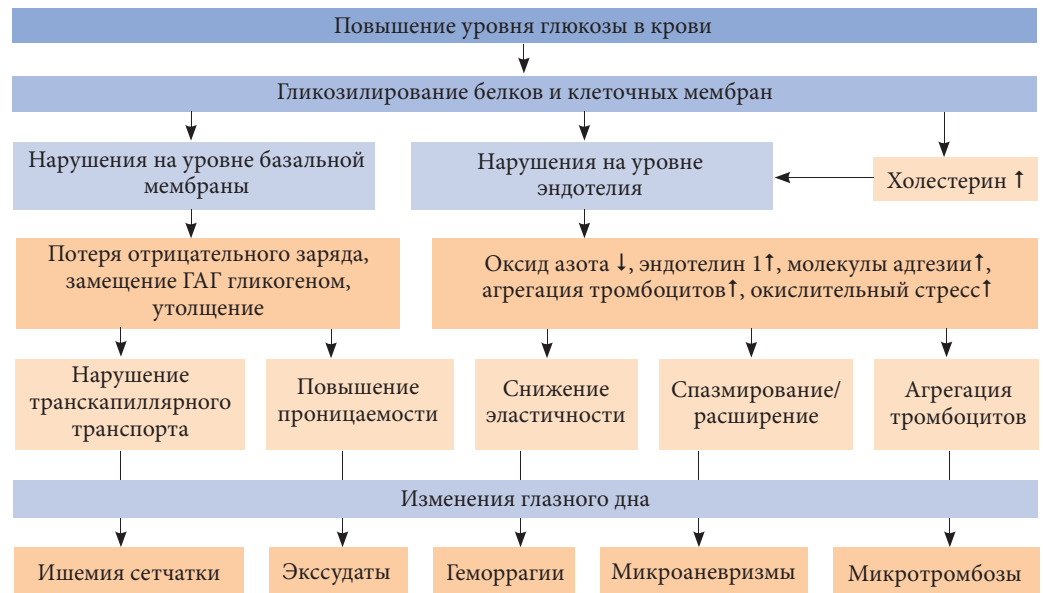 Повышение уровня глюкозы в крови
Гликозилирование белков и клеточных мембран
Нарушения на уровне базальной
мембраны
Нарушения на уровне
эндотелия
Холестерин ↑
Потеря отрицательного заряда,
замещение ГАГ гликогеном,
утолщение
Оксид азота ↓, эндотелин 1↑, молекулы адгезии↑,
агрегация тромбоцитов↑, окислительный стресс↑
Нарушение
транскапиллярного
транспорта
Повышение
проницаемости
Снижение
эластичности
Спазмирование/
расширение
Агрегация
тромбоцитов
Изменения глазного дна
Ишемия сетчатки
Экссудаты
Геморрагии
Микроаневризмы
Микротромбозы